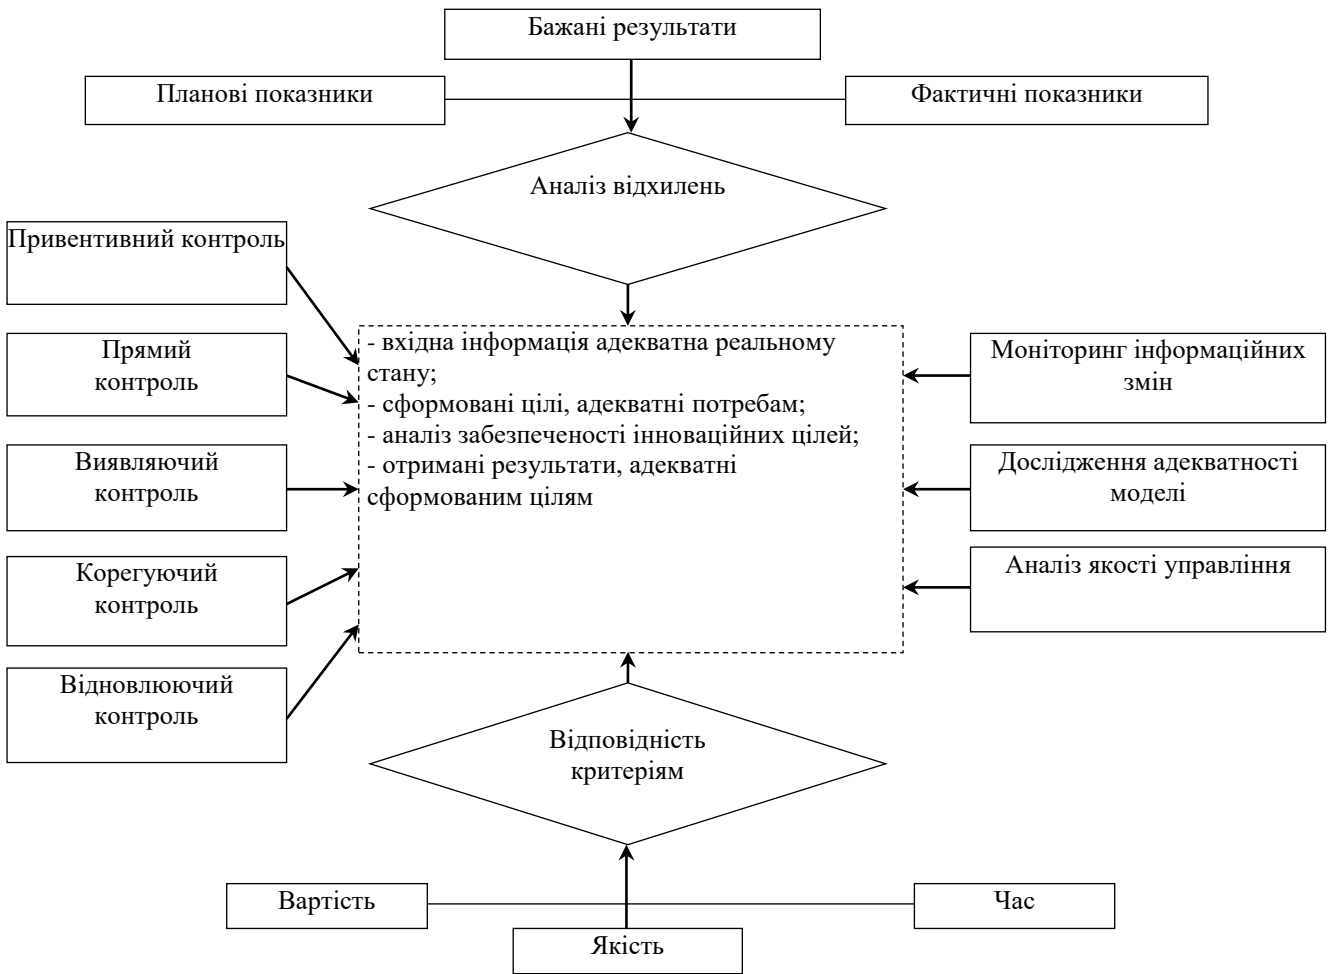 Бажані результати
Планові показники
Фактичні показники
Аналіз відхилень
Привентивний контроль
Прямий
контроль
Виявляючий
контроль
Корегуючий
контроль
Відновлюючий
контроль
- вхідна інформація адекватна реальному
стану;
- сформовані цілі, адекватні потребам;
- аналіз забезпеченості інноваційних цілей;
- отримані результати, адекватні
сформованим цілям
Моніторинг інформаційних
змін
Дослідження адекватності
моделі
Аналіз якості управління
Відповідність
критеріям
Вартість
Час
Якість